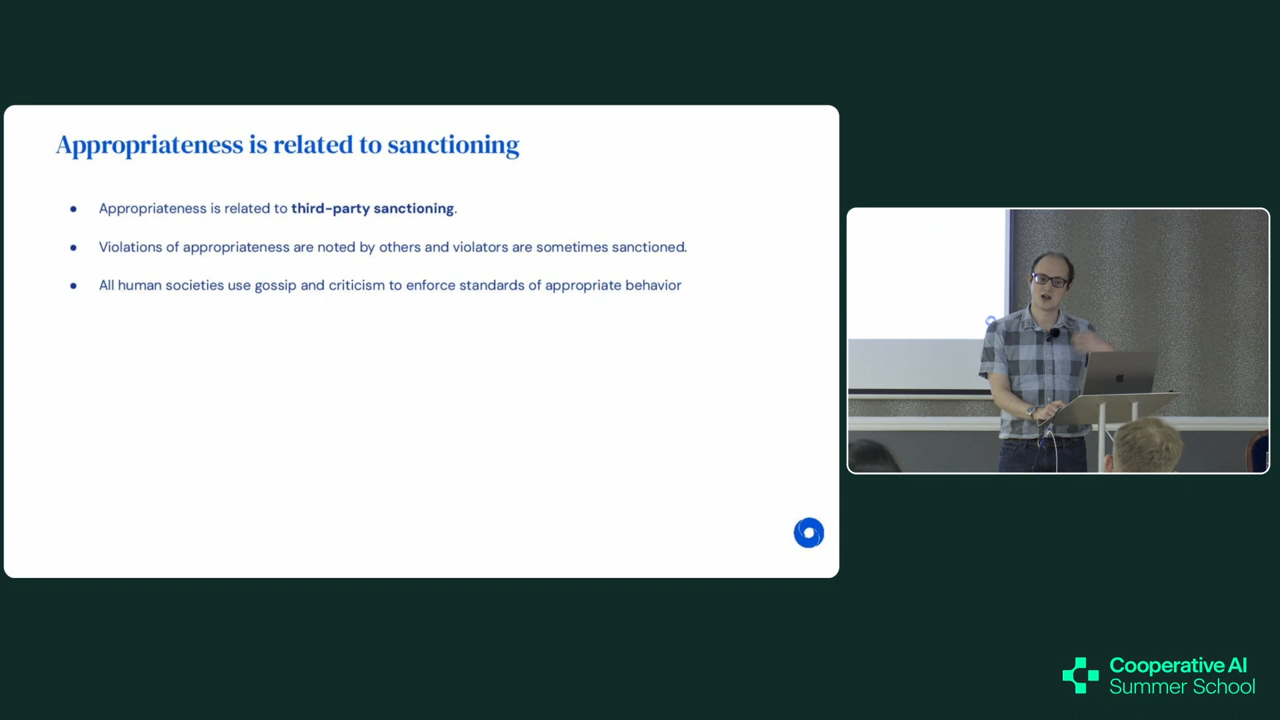 Appropriateness is related to sanctioning
● Appropriateness is related to third-party sanctioning.
● Violations of appropriateness are noted by others and violators are sometimes sanctioned.
● All human societies use gossip and criticism to enforce standards of appropriate behavior
Cooperative AI
Summer School